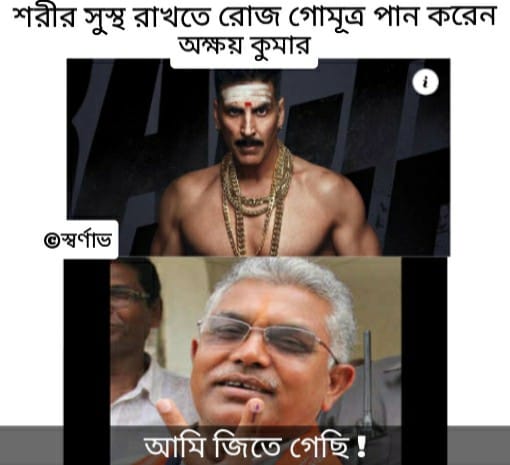 শরীর সুস্থ রাখতে রোজ গোমূত্র পান করেন
অক্ষয় কুমার
©স্বর্ণাভ
আমি জিতে গেছি !